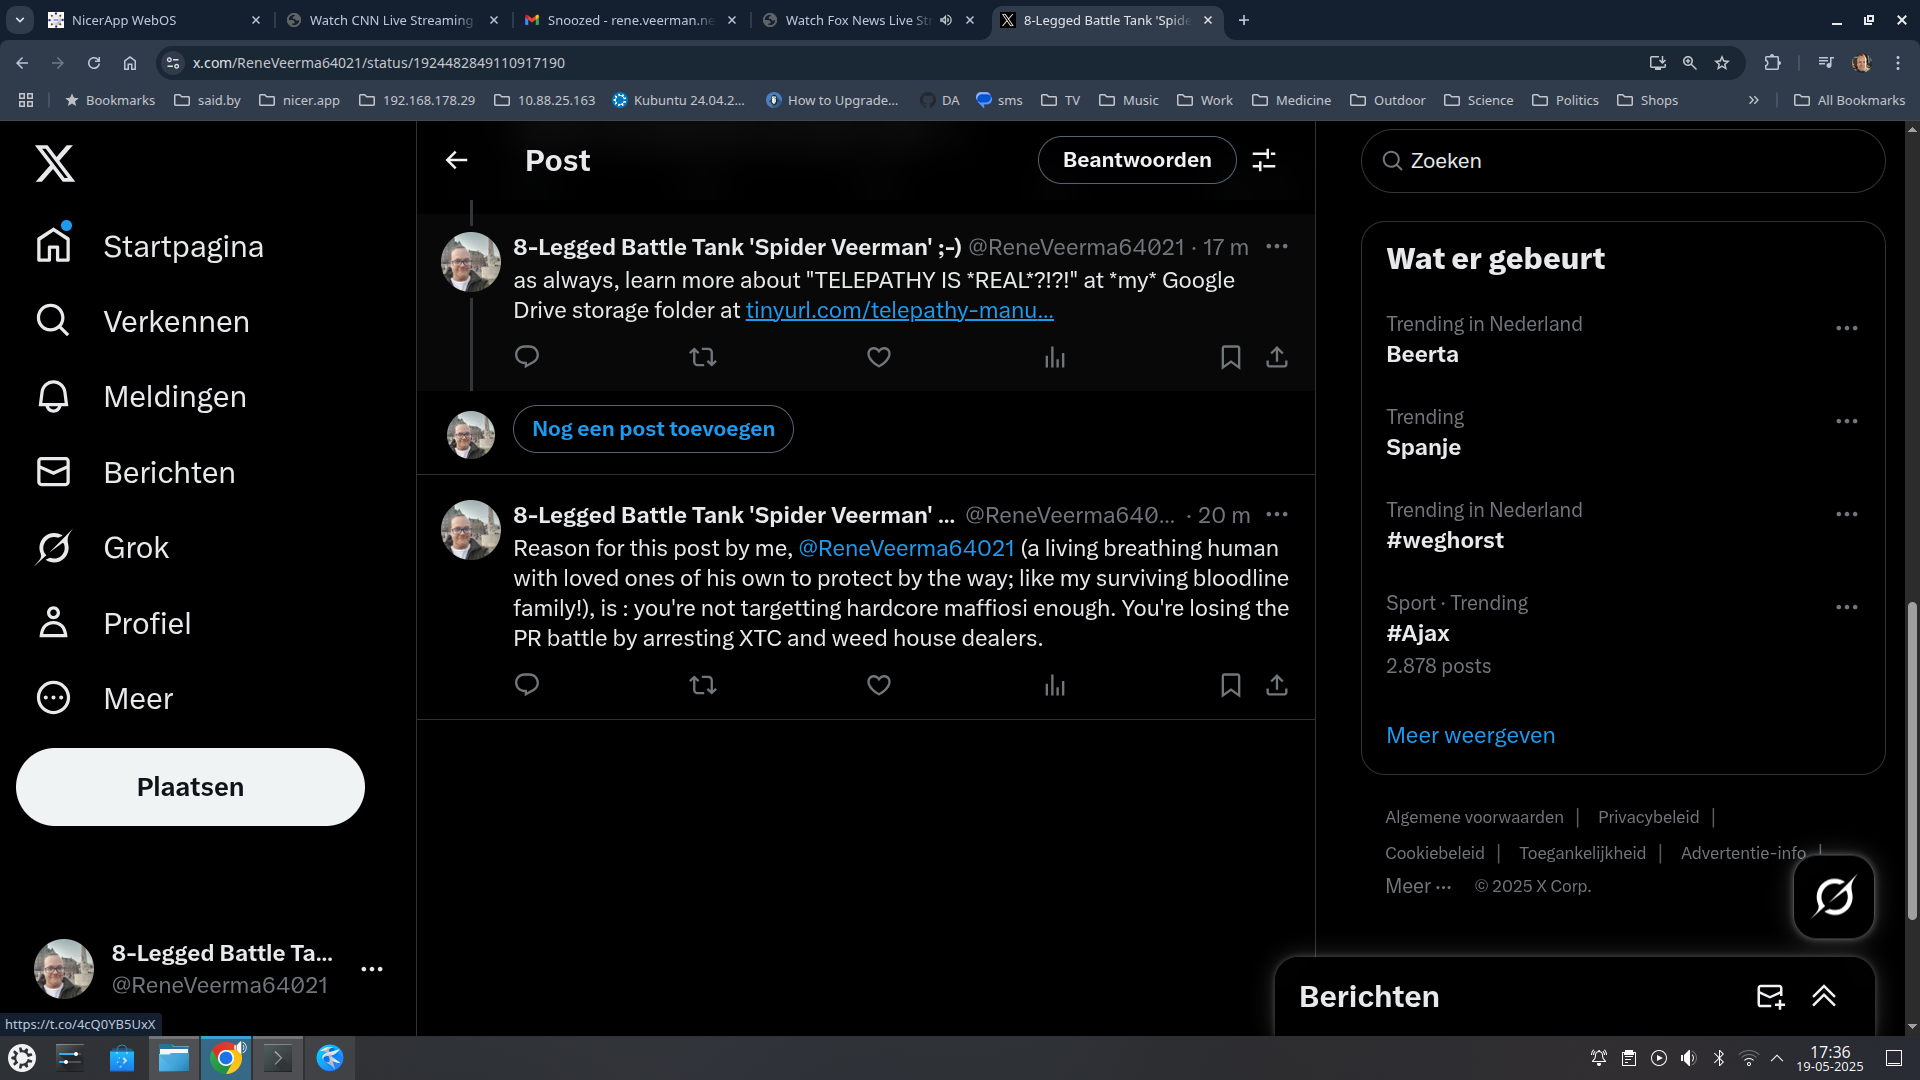 NicerApp WebOS
Watch CNN Live Streaming
Snoozed - rene.veerman.ne
Watch Fox News Live St
8-Legged Battle Tank 'Spide
x.com/ReneVeerma64021/status/1924482849110917190
Bookmarks
said.by
nicer.app
192.168.178.29
10.88.25.163
Kubuntu 24.04.2...
How to Upgrade...
DA
sms
TV
Music
Work
Medicine
Outdoor
Science
Politics
Shops
All Bookmarks
Startpagina
Verkennen
Meldingen
Berichten
Grok
Profiel
Meer
Plaatsen
8-Legged Battle Ta...
@ReneVeerma64021
https://t.co/4cQ0YB5UxX
Post
Beantwoorden
8-Legged Battle Tank 'Spider Veerman' ;-) @ReneVeerma64021 · 17 m
as always, learn more about "TELEPATHY IS *REAL*?!?!" at *my* Google
Drive storage folder at tinyurl.com/telepathy-manu...
Nog een post toevoegen
8-Legged Battle Tank 'Spider Veerman' ... @ReneVeerma640... · 20 m
Reason for this post by me, @ReneVeerma64021 (a living breathing human
with loved ones of his own to protect by the way; like my surviving bloodline
family!), is : you're not targetting hardcore maffiosi enough. You're losing the
PR battle by arresting XTC and weed house dealers.
Zoeken
Wat er gebeurt
Trending in Nederland
Beerta
Trending
Spanje
Trending in Nederland
#weghorst
Sport · Trending
#Ajax
2.878 posts
Meer weergeven
Algemene voorwaarden | Privacybeleid |
Cookiebeleid | Toegankelijkheid | Advertentie-info |
Meer ··· © 2025 X Corp.
Berichten
17:36
19-05-2025